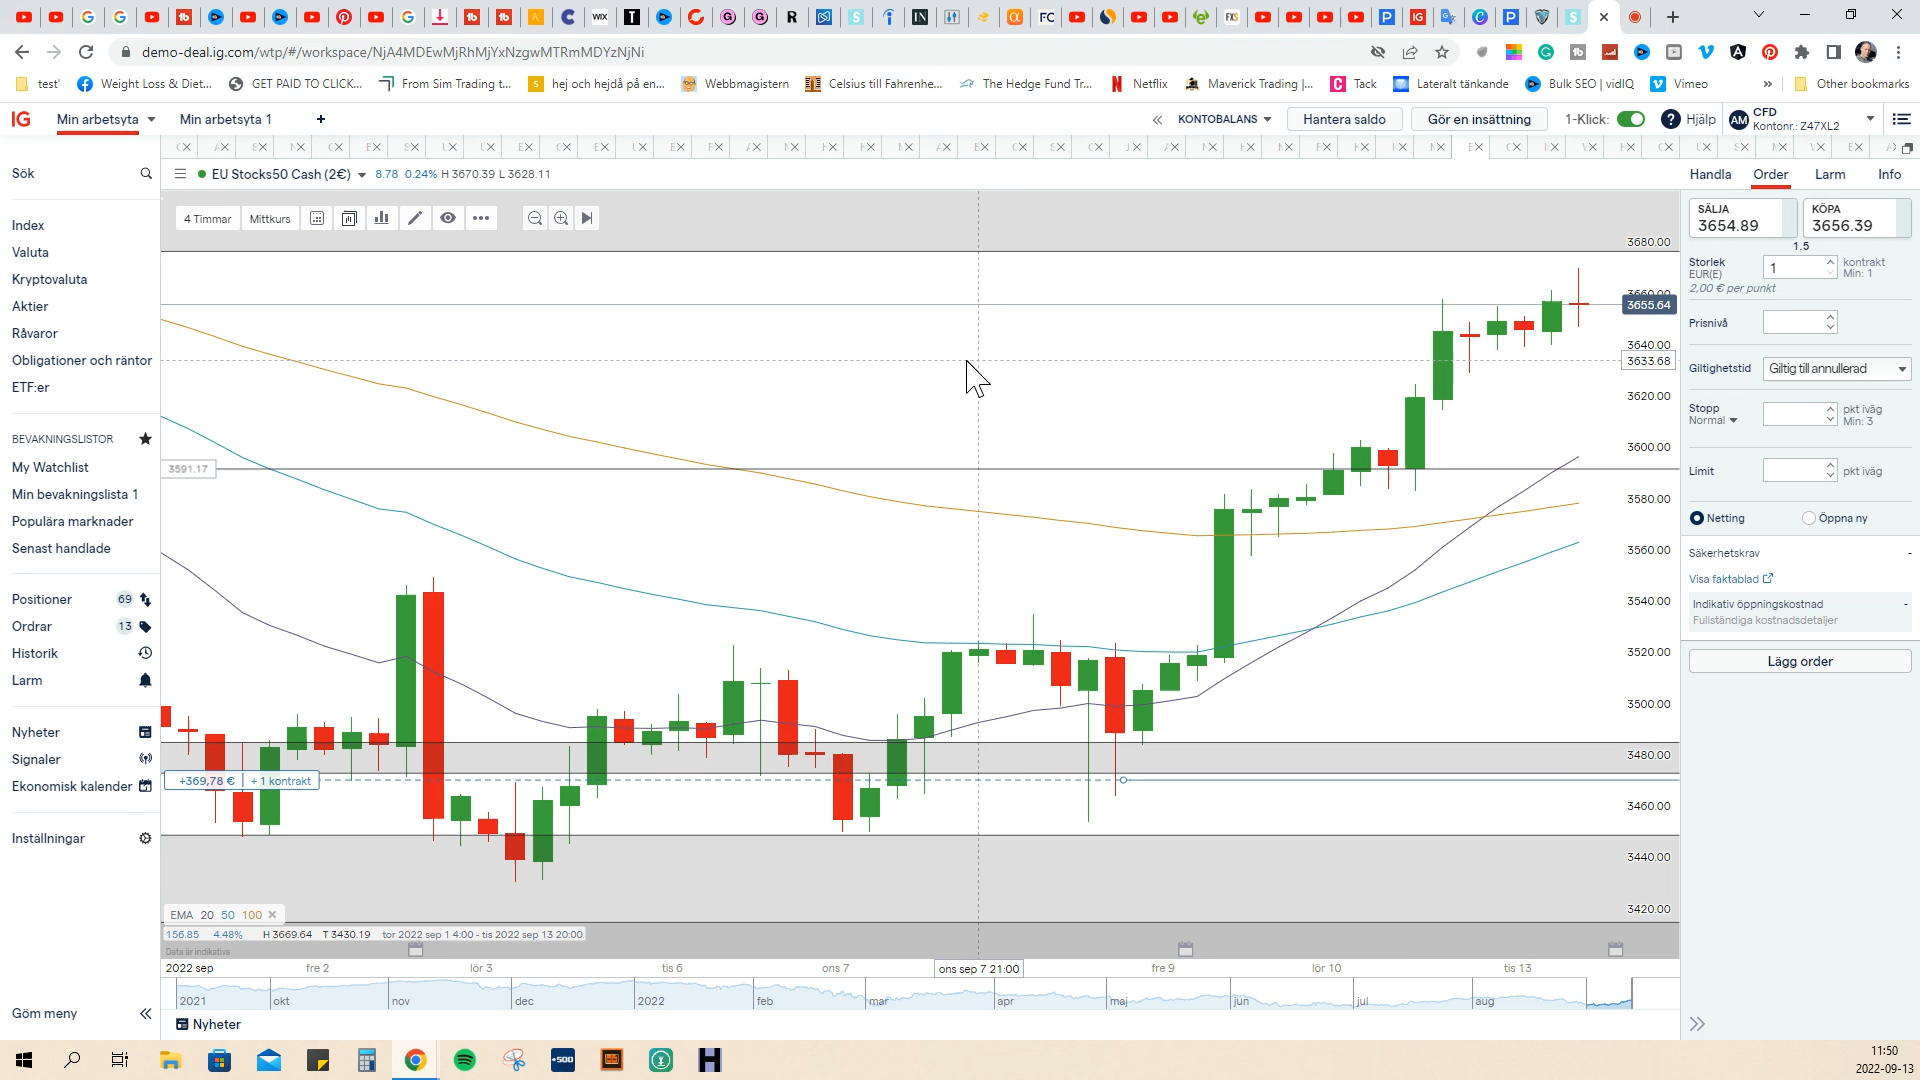 demo-deal.ig.com/wtp/#/workspace/NjA4MDEwMjRhMjYxNzgwMTRmMDYzNjNi
test'
Weight Loss & Diet...
GET PAID TO CLICK...
From Sim Trading t...
hej och hejdå på en...
Webbmagistern
Celsius till Fahrenhe...
The Hedge Fund Tr...
Netflix
Maverick Trading |...
Tack
Lateralt tänkande
Bulk SEO | vidIQ
Vimeo
»
Other bookmarks
IG
Min arbetsyta
Min arbetsyta 1
+
KONTOBALANS
Hantera saldo
Gör en insättning
1-Klick:
Hjälp
AM
CFD
Kontonr.: Z47XL2
Sök
EU Stocks50 Cash (2€)
8.78 0.24% H 3670.39 L 3628.11
Handla
Order
Larm
Info
4 Timmar
Mittkurs
SÄLJA
3654.89
KÖPA
3656.39
1.5
Storlek
EUR(E)
1
kontrakt
Min: 1
2,00 € per punkt
Prisnivå
Giltighetstid
Giltig till annullerad
Stopp
Normal
pkt iväg
Min: 3
Limit
pkt iväg
Netting
Öppna ny
Säkerhetskrav
-
Visa faktablad
Indikativ öppningskostnad
-
Fullständiga kostnadsdetaljer
Lägg order
Index
Valuta
Kryptovaluta
Aktier
Råvaror
Obligationer och räntor
ETF:er
BEVAKNINGSLISTOR
My Watchlist
Min bevakningslista 1
Populära marknader
Senast handlade
Positioner 69
Ordrar 13
Historik
Larm
Nyheter
Signaler
Ekonomisk kalender
Inställningar
Göm meny
3680.00
3660.00
3655.64
3640.00
3633.68
3620.00
3600.00
3580.00
3560.00
3540.00
3520.00
3500.00
3480.00
3460.00
3440.00
3420.00
3591.17
+369,78 € | + 1 kontrakt
EMA 20 50 100
156.85 4.48% H 3669.64 T 3430.19 tor 2022 sep 1 4:00 - tis 2022 sep 13 20:00
Data är indikativa
2022 sep
fre 2
lör 3
tis 6
ons 7
ons sep 7 21:00
fre 9
lör 10
tis 13
2021
okt
nov
dec
2022
feb
mar
apr
maj
jun
jul
aug
Nyheter
11:50
2022-09-13